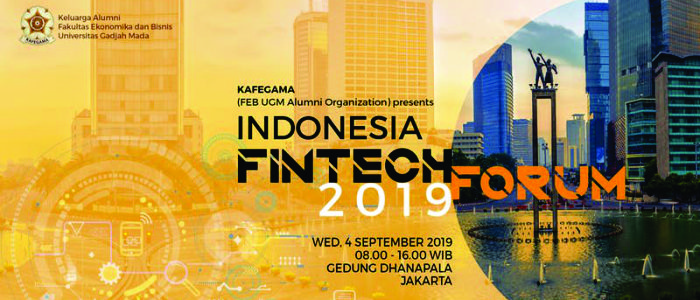 Keluarga Alumni
Fakultas Ekonomika dan Bisnis
Universitas Gadjah Mada
KAFEGAMA
KAFEGAMA
(FEB UGM Alumni Organization) presents
INDONESIA
FINTECH
FORUM
2019
WED, 4 SEPTEMBER 2019
08.00 - 16.00 WIB
GEDUNG DHANAPALA
JAKARTA